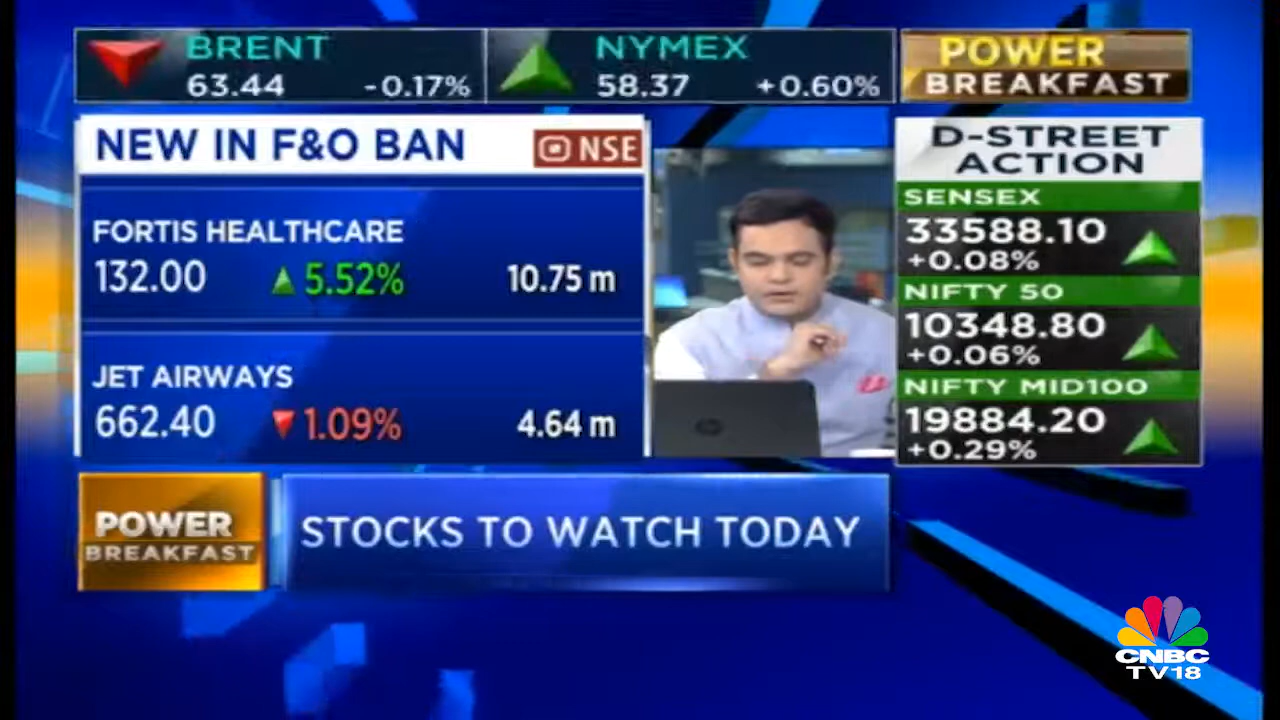 BRENT
63.44 -0.17%
NYMEX
58.37 +0.60%
POWER
BREAKFAST
NEW IN F&O BAN
NSE
FORTIS HEALTHCARE
132.00 5.52% 10.75 m
JET AIRWAYS
662.40 1.09% 4.64 m
D-STREET
ACTION
SENSEX
33588.10
+0.08%
NIFTY 50
10348.80
+0.06%
NIFTY MID100
19884.20
+0.29%
POWER
BREAKFAST
STOCKS TO WATCH TODAY
CNBC
TV18